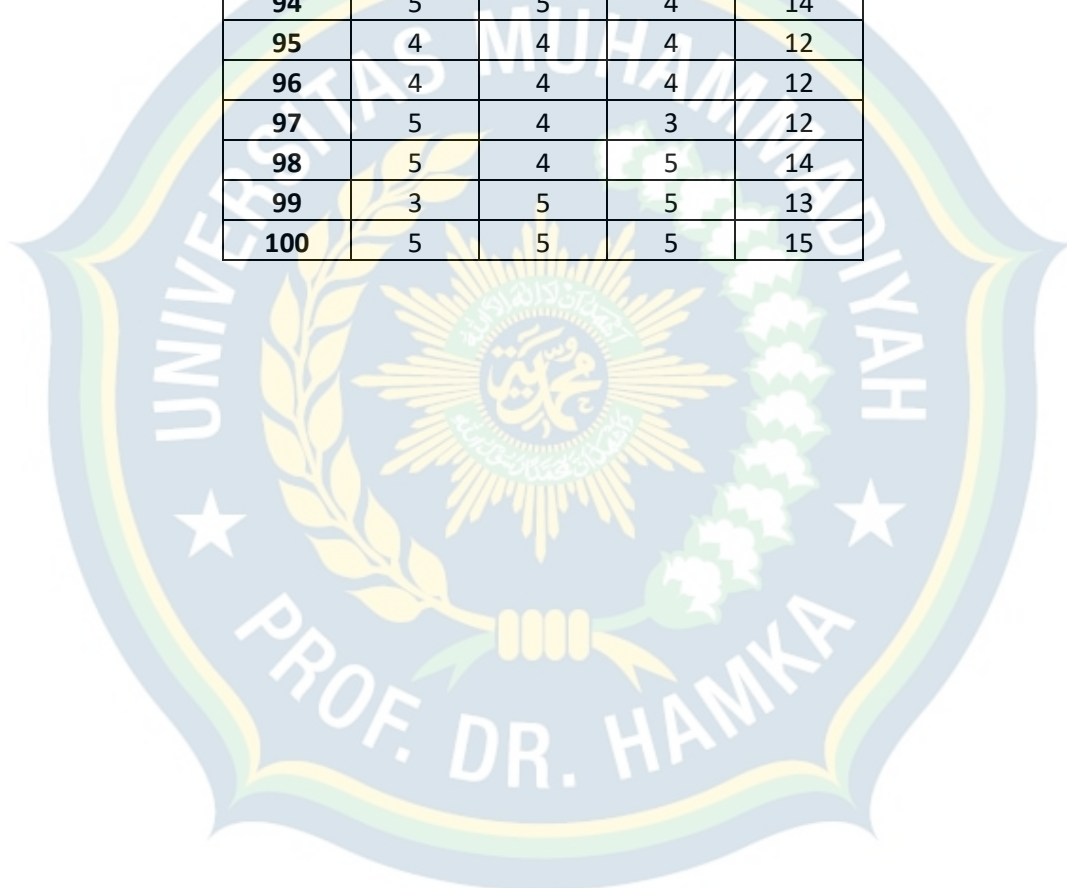 94 5 5 4 14
95 4 4 4 12
96 4 4 4 12
97 5 4 3 12
98 5 4 5 14
99 3 5 5 13
100 5 5 5 15
UNIVERSITAS MUHAMMADIYAH
محمدية
PROF. DR. HAMKA